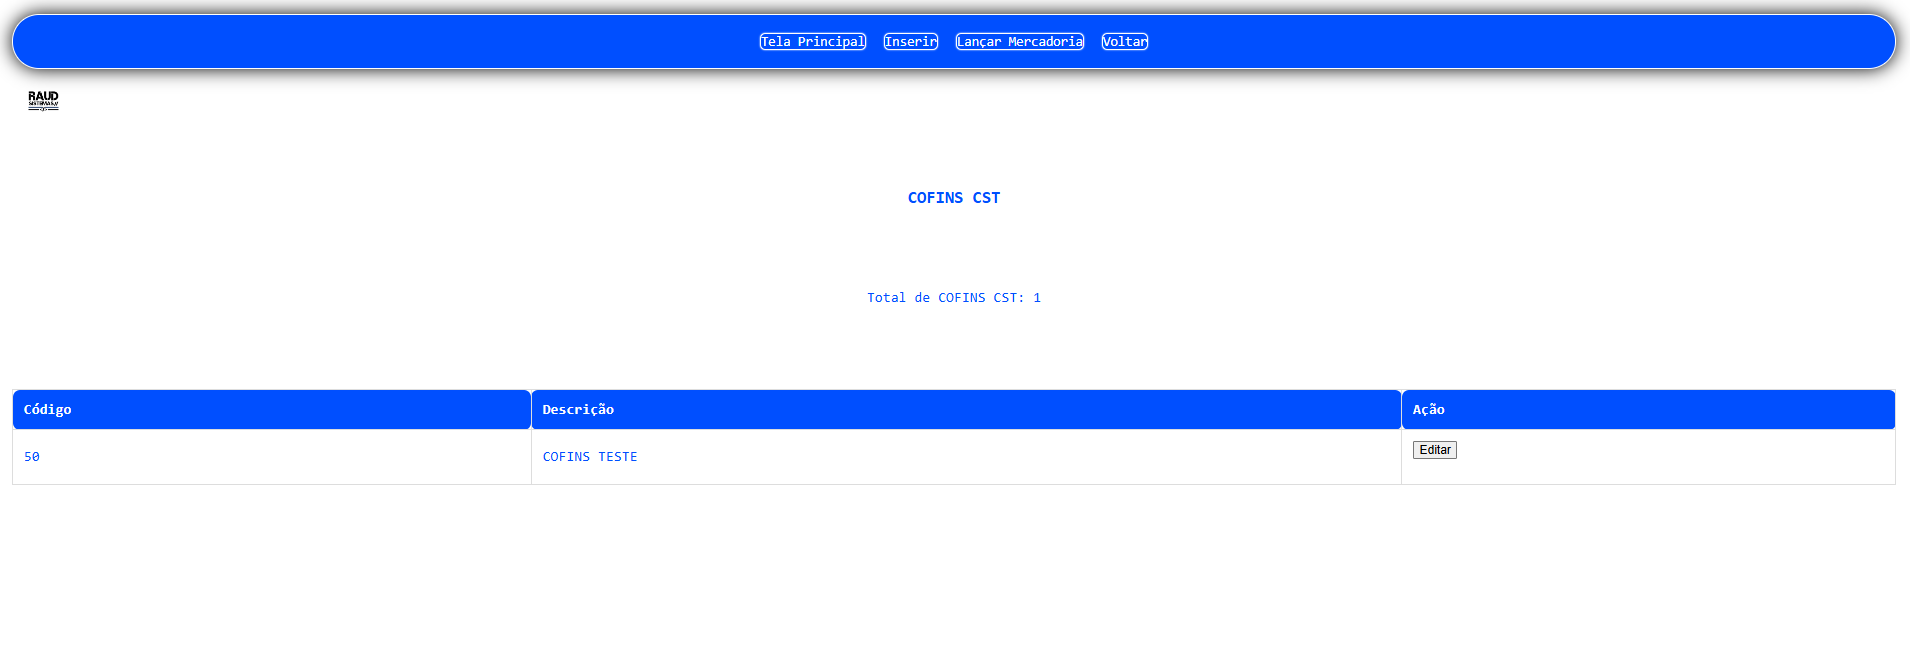 Tela Principal Inserir Lançar Mercadoria Voltar
RAUD
SISTEMAS//
COFINS CST
Total de COFINS CST: 1
Código Descrição Ação
50 COFINS TESTE Editar